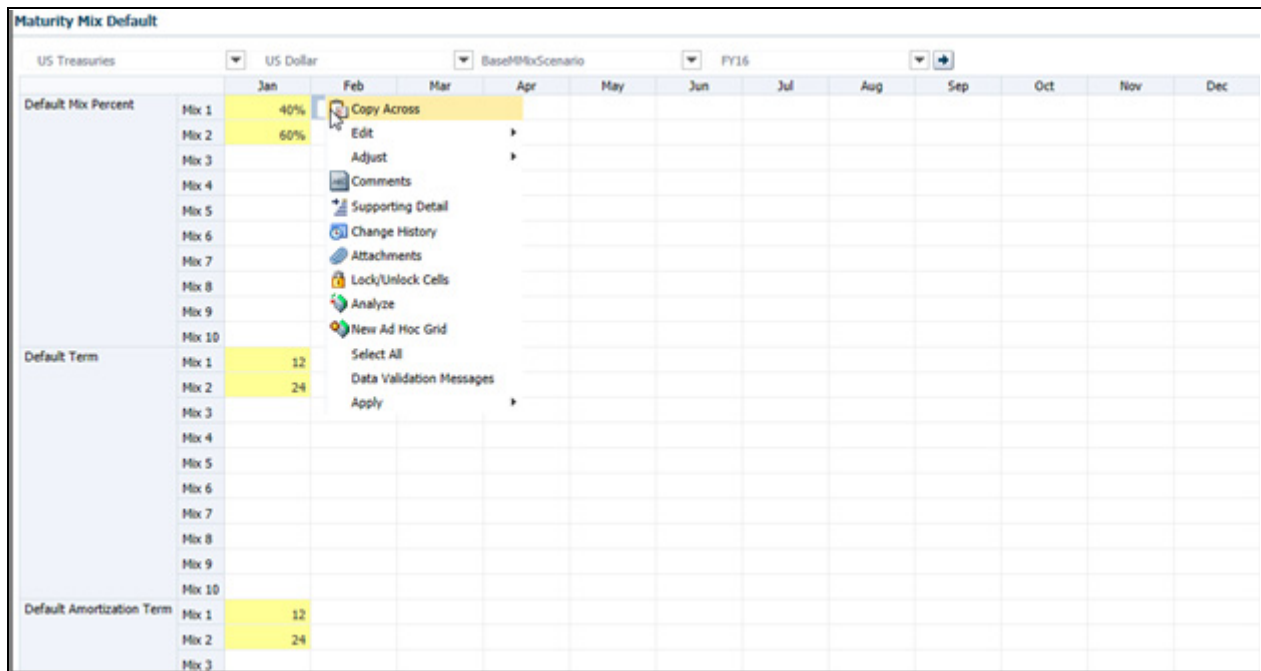 Maturity Mix Default
US Treasuries US Dollar BaseMMixScenario FY16
Jan Feb Mar Apr May Jun Jul Aug Sep Oct Nov Dec
Default Mix Percent Mix 1 40% Copy Across
Mix 2 60% Edit
Mix 3 Adjust
Mix 4 Comments
Mix 5 Supporting Detail
Mix 6 Change History
Mix 7 Attachments
Mix 8 Lock/Unlock Cells
Mix 9 Analyze
Mix 10 New Ad Hoc Grid
Default Term Mix 1 12 Select All
Mix 2 24 Data Validation Messages
Mix 3 Apply
Mix 4
Mix 5
Mix 6
Mix 7
Mix 8
Mix 9
Mix 10
Default Amortization Term Mix 1 12
Mix 2 24
Mix 3